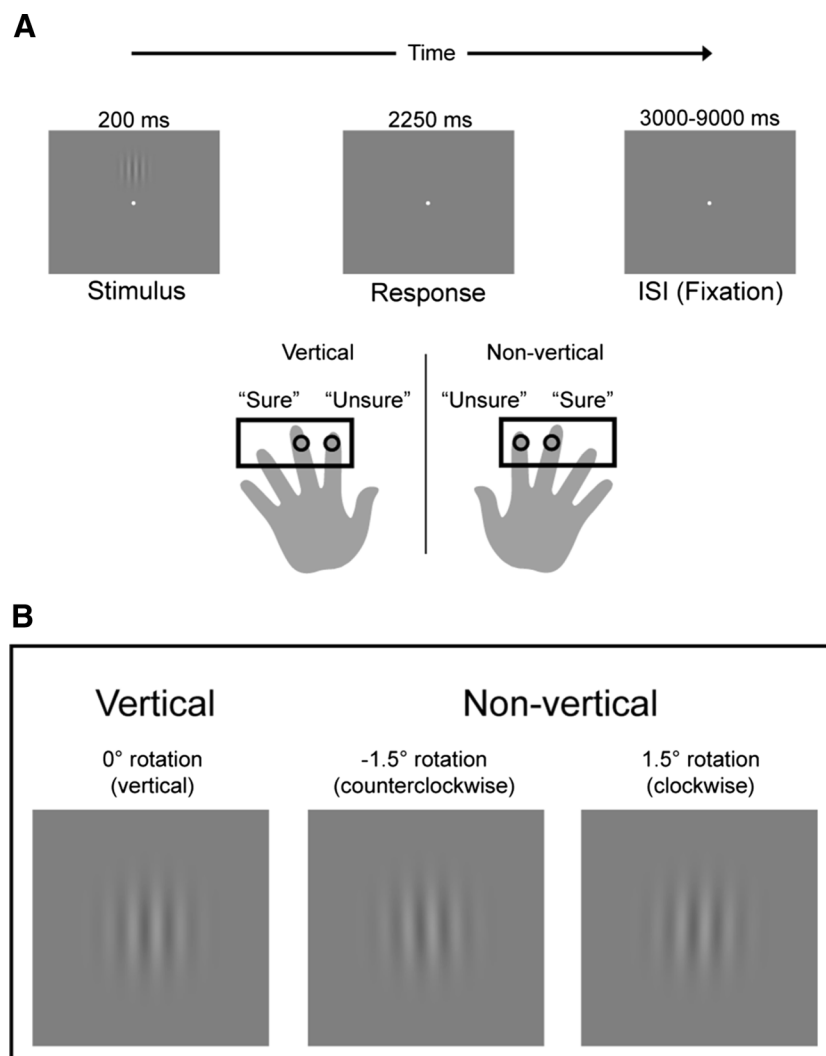 A
Time
200 ms
2250 ms
3000-9000 ms
Stimulus
Response
ISI (Fixation)
Vertical
Non-vertical
“Sure”
“Unsure”
“Unsure”
“Sure”
B
Vertical
Non-vertical
0° rotation
(vertical)
-1.5° rotation
(counterclockwise)
1.5° rotation
(clockwise)